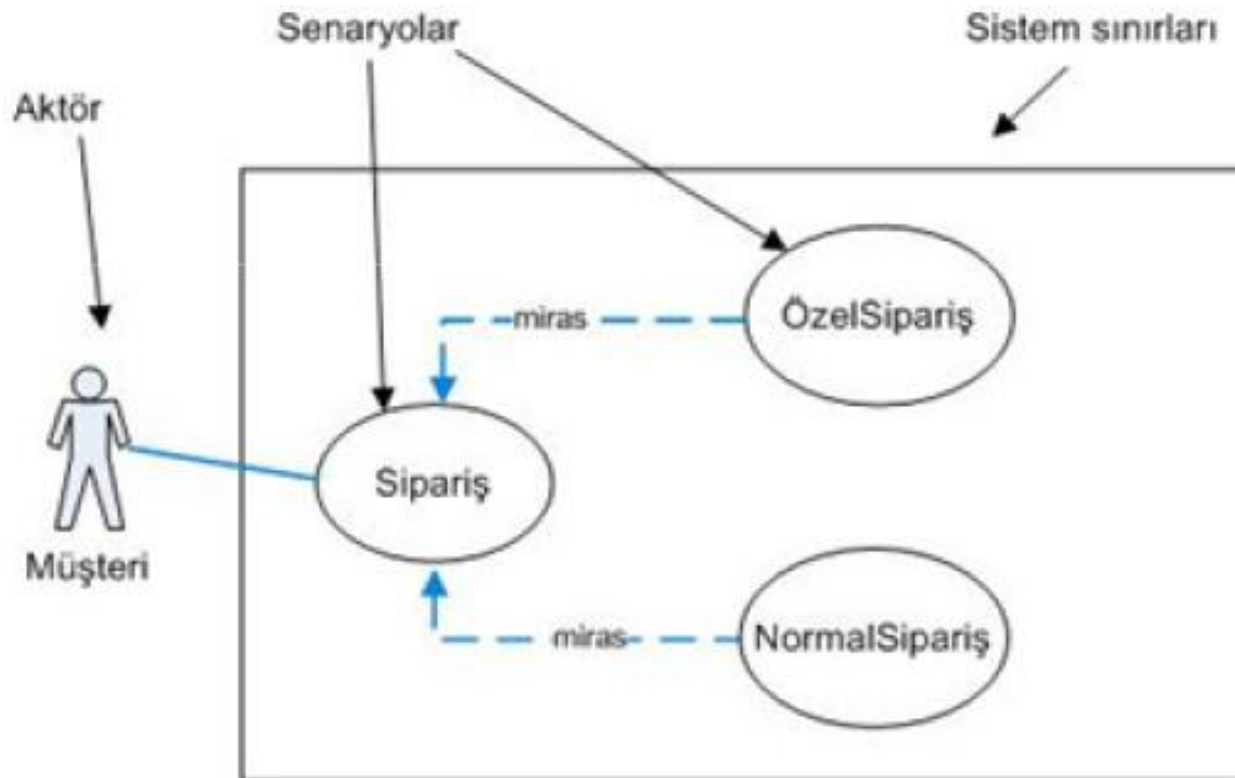 Senaryolar
Sistem sınırları
Aktör
miras
ÖzelSipariş
Sipariş
Müşteri
miras
NormalSipariş